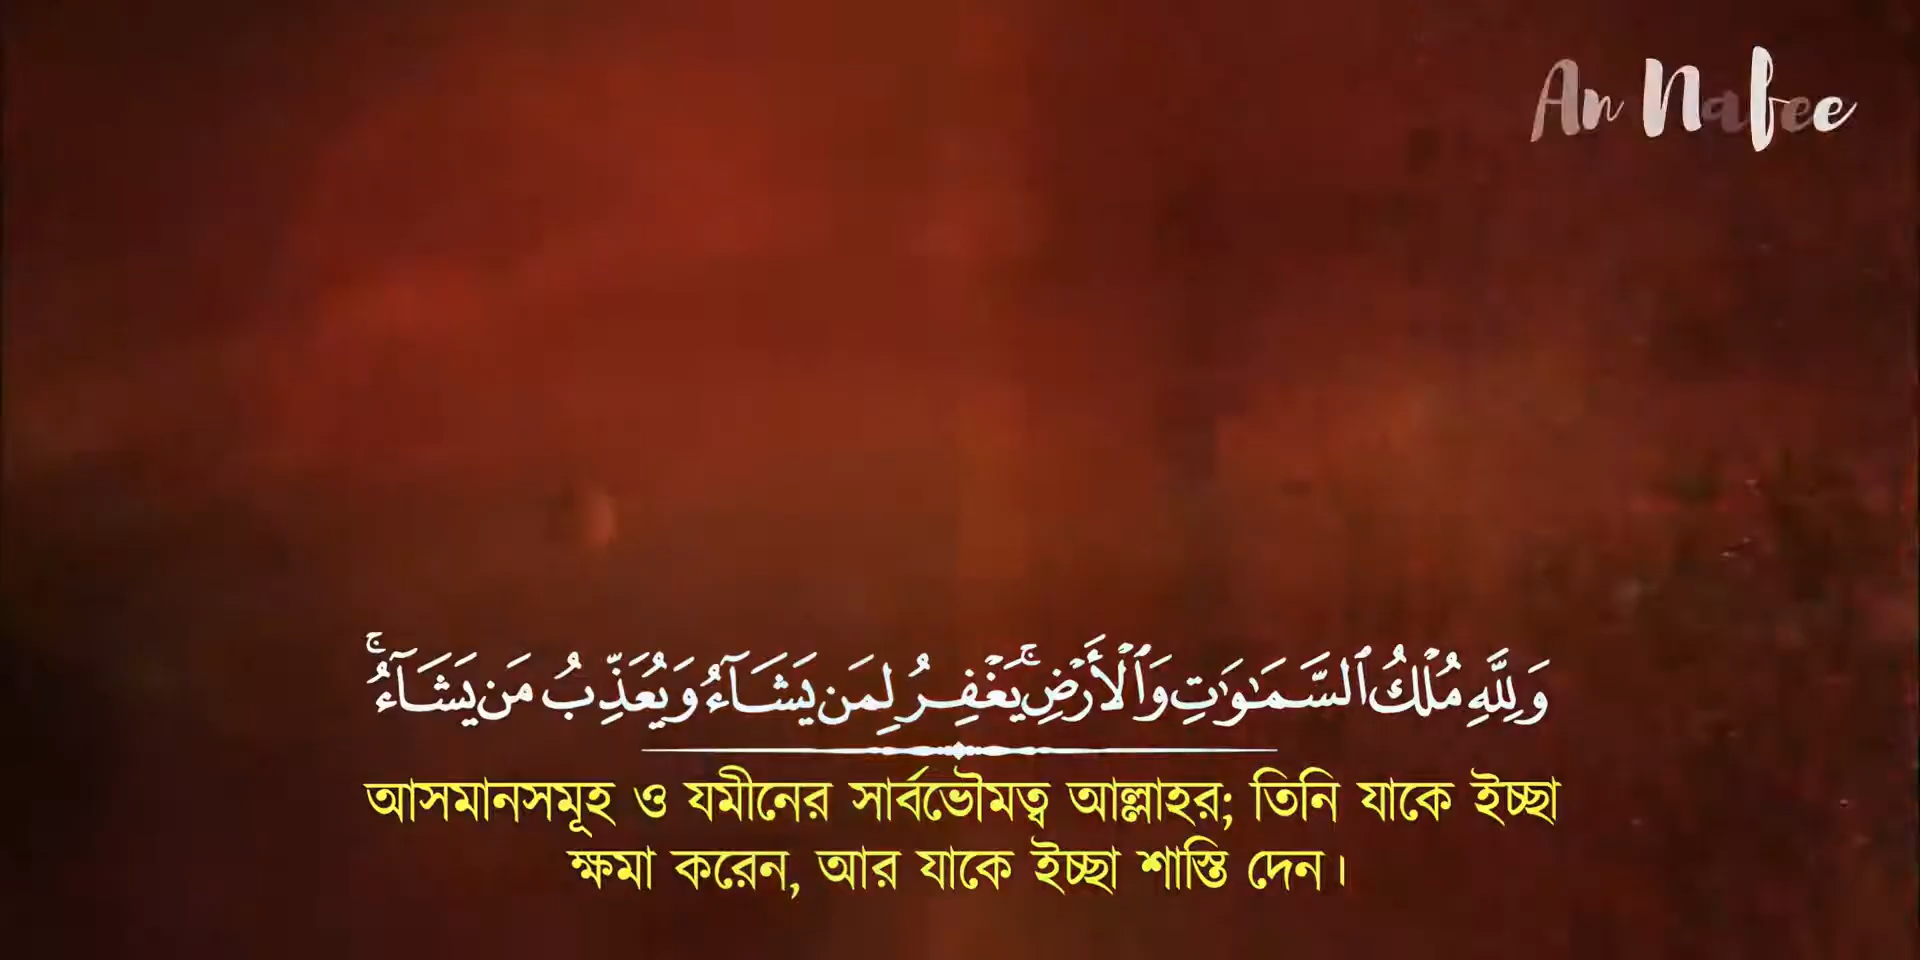 An Nafee
وَلِلَّهِ مُلْكُ ٱلسَّمَـٰوَٰتِ وَٱلْأَرْضِ ۚ يَغْفِرُ لِمَن يَشَآءُ وَيُعَذِّبُ مَن يَشَآءُ ۚ
আসমানসমূহ ও যমীনের সার্বভৌমত্ব আল্লাহর; তিনি যাকে ইচ্ছা
ক্ষমা করেন, আর যাকে ইচ্ছা শাস্তি দেন।